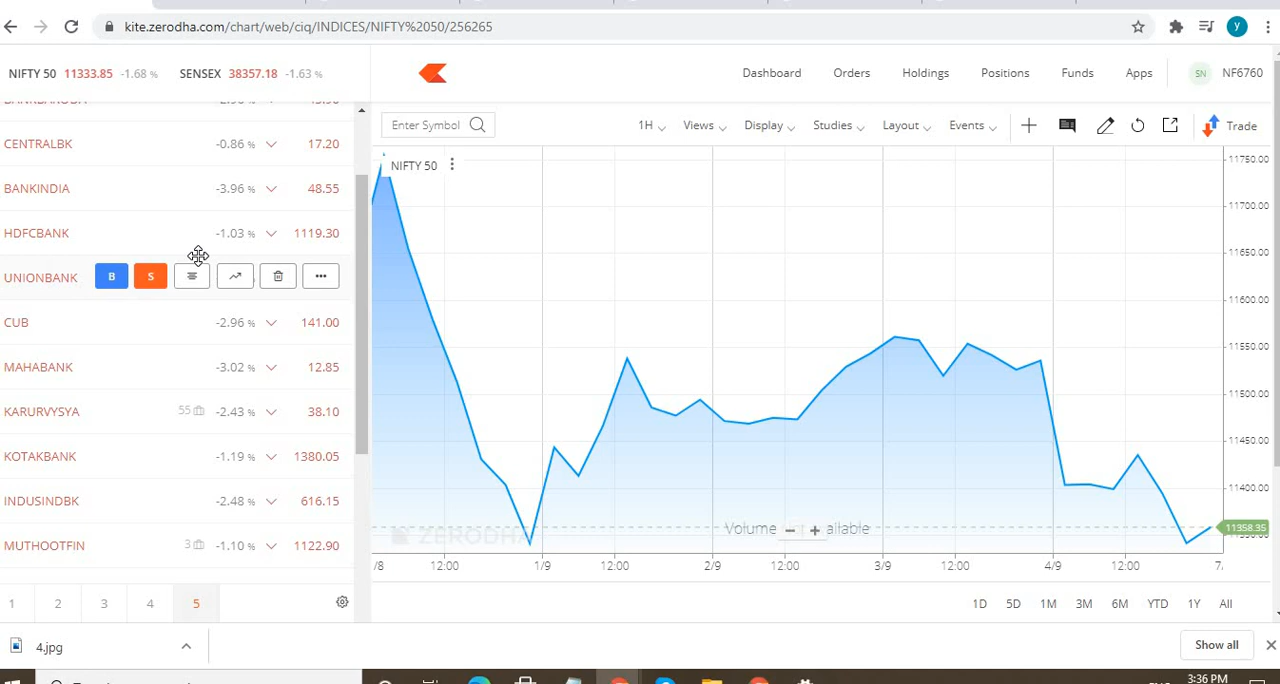 kite.zerodha.com/chart/web/ciq/INDICES/NIFTY%2050/256265
y
NIFTY 50 11333.85 -1.68 % SENSEX 38357.18 -1.63 %
Dashboard Orders Holdings Positions Funds Apps SN NF6760
Enter Symbol 1H Views Display Studies Layout Events Trade
CENTRALBK -0.86 % 17.20
BANKINDIA -3.96 % 48.55
HDFCBANK -1.03 % 1119.30
UNIONBANK B S
CUB -2.96 % 141.00
MAHABANK -3.02 % 12.85
KARURVYSYA 55 -2.43 % 38.10
KOTAKBANK -1.19 % 1380.05
INDUSINDBK -2.48 % 616.15
MUTHOOTFIN 3 -1.10 % 1122.90
1 2 3 4 5
NIFTY 50
11750.00
11700.00
11650.00
11600.00
11550.00
11500.00
11450.00
11400.00
11358.35
ZERODHA
Volume ailable
/8 12:00 1/9 12:00 2/9 12:00 3/9 12:00 4/9 12:00 7/
1D 5D 1M 3M 6M YTD 1Y All
4.jpg Show all
3:36 PM